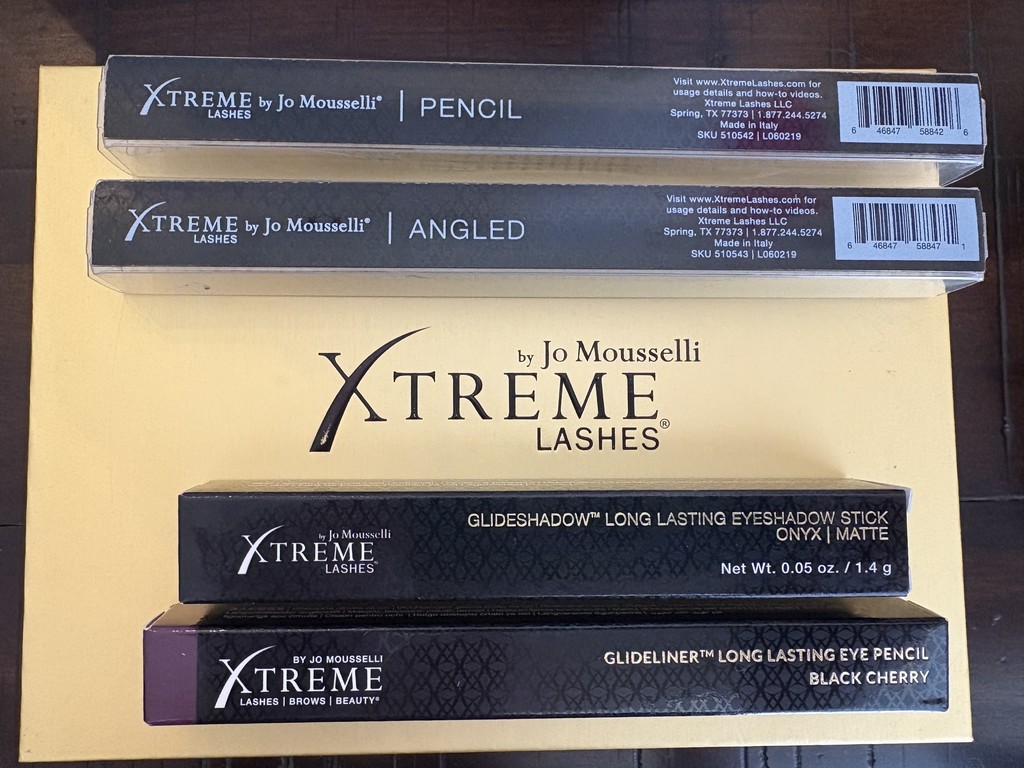 XTREME by Jo Mousselli® | PENCIL
LASHES
Visit www.XtremeLashes.com for
usage details and how-to videos.
Xtreme Lashes LLC
Spring, TX 77373 | 1.877.244.5274
Made in Italy
SKU 510542 | L060219
6 46847 58842 6
XTREME by Jo Mousselli® | ANGLED
LASHES
Visit www.XtremeLashes.com for
usage details and how-to videos.
Xtreme Lashes LLC
Spring, TX 77373 | 1.877.244.5274
Made in Italy
SKU 510543 | L060219
6 46847 58847 1
by Jo Mousselli
XTREME
LASHES®
by Jo Mousselli
XTREME
LASHES®
GLIDESHADOW™ LONG LASTING EYESHADOW STICK
ONYX | MATTE
Net Wt. 0.05 oz. / 1.4 g
BY JO MOUSSELLI
XTREME
LASHES | BROWS | BEAUTY®
GLIDELINER™ LONG LASTING EYE PENCIL
BLACK CHERRY